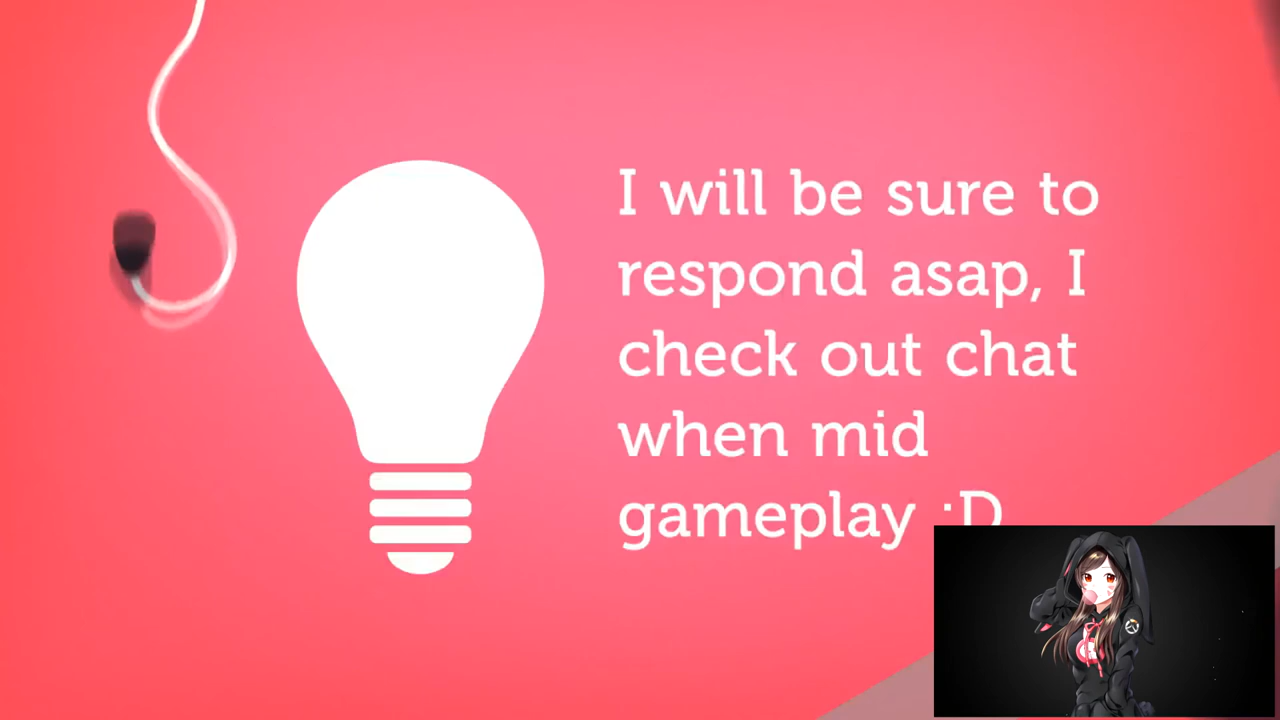 I will be sure to
respond asap, I
check out chat
when mid
gameplay :D